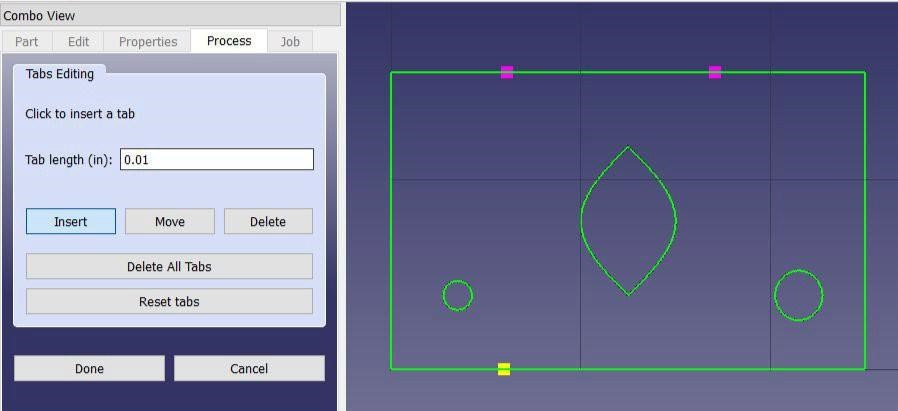 Combo View
Part Edit Properties Process Job
Tabs Editing
Click to insert a tab
Tab length (in): 0.01
Insert Move Delete
Delete All Tabs
Reset tabs
Done Cancel